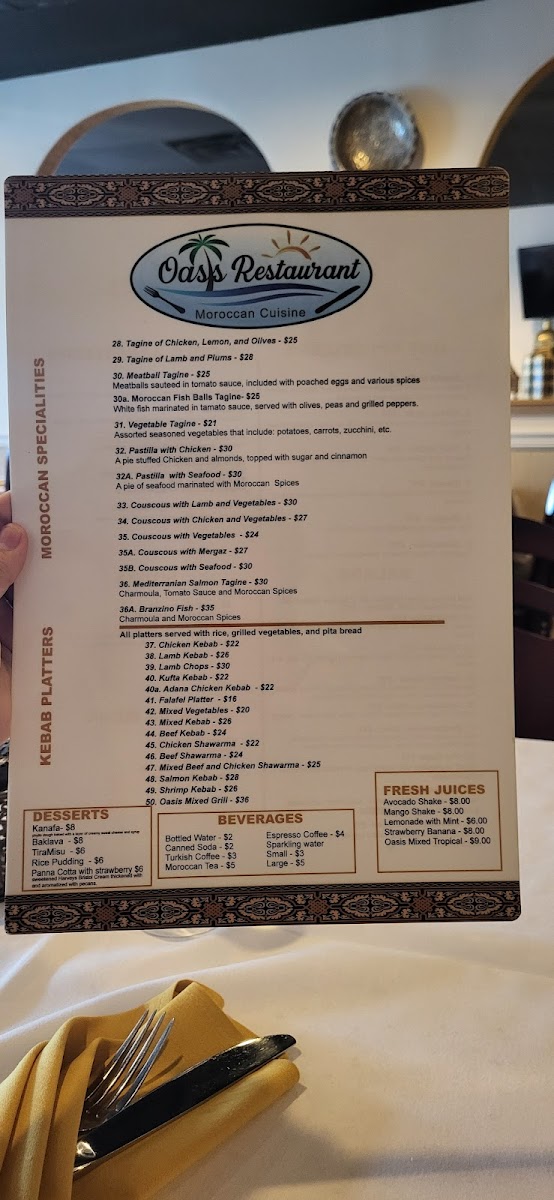 Oasis Restaurant
Moroccan Cuisine
MOROCCAN SPECIALITIES
28. Tagine of Chicken, Lemon, and Olives - $25
29. Tagine of Lamb and Plums - $28
30. Meatball Tagine - $25
Meatballs sauteed in tomato sauce, included with poached eggs and various spices
30a. Moroccan Fish Balls Tagine- $25
White fish marinated in tamato sauce, served with olives, peas and grilled peppers.
31. Vegetable Tagine - $21
Assorted seasoned vegetables that include: potatoes, carrots, zucchini, etc.
32. Pastilla with Chicken - $30
A pie stuffed Chicken and almonds, topped with sugar and cinnamon
32A. Pastilla with Seafood - $30
A pie of seafood marinated with Moroccan Spices
33. Couscous with Lamb and Vegetables - $30
34. Couscous with Chicken and Vegetables - $27
35. Couscous with Vegetables - $24
35A. Couscous with Mergaz - $27
35B. Couscous with Seafood - $30
36. Mediterranean Salmon Tagine - $30
Charmoula, Tomato Sauce and Moroccan Spices
36A. Branzino Fish - $35
Charmoula and Moroccan Spices
KEBAB PLATTERS
All platters served with rice, grilled vegetables, and pita bread
37. Chicken Kebab - $22
38. Lamb Kebab - $26
39. Lamb Chops - $30
40. Kufta Kebab - $22
40a. Adana Chicken Kebab - $22
41. Falafel Platter - $16
42. Mixed Vegetables - $20
43. Mixed Kebab - $26
44. Beef Kebab - $24
45. Chicken Shawarma - $22
46. Beef Shawarma - $24
47. Mixed Beef and Chicken Shawarma - $25
48. Salmon Kebab - $28
49. Shrimp Kebab - $26
50. Oasis Mixed Grill - $36
DESSERTS
Kanafa- $8
Baklava - $8
TiraMisu - $6
Rice Pudding - $6
Panna Cotta with strawberry $6
sweetened Harveys Bristol Cream thickened with
and aromatized with pecans
BEVERAGES
Bottled Water - $2
Canned Soda - $2
Turkish Coffee - $3
Moroccan Tea - $5
Espresso Coffee - $4
Sparkling water
Small - $3
Large - $5
FRESH JUICES
Avocado Shake - $8.00
Mango Shake - $8.00
Lemonade with Mint - $6.00
Strawberry Banana - $8.00
Oasis Mixed Tropical - $9.00